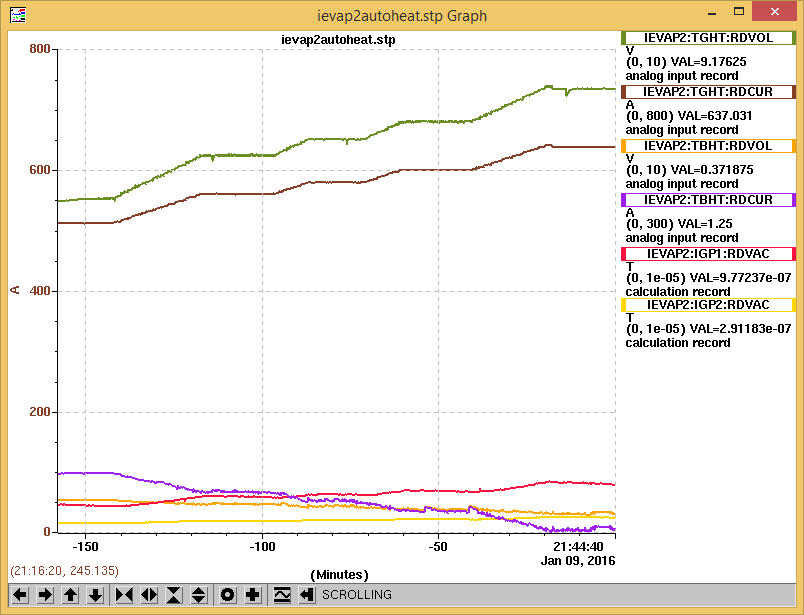 ievap2autoheat.stp Graph
ievap2autoheat.stp
800
600
400
200
0
A
-150
-100
-50
21:44:40
Jan 09, 2016
(Minutes)
(21:16:20, 245.135)
IEVAP2:TGHT:RDVOL
V
(0, 10) VAL=9.17625
analog input record
IEVAP2:TGHT:RDCUR
A
(0, 800) VAL=637.031
analog input record
IEVAP2:TBHT:RDVOL
V
(0, 10) VAL=0.371875
analog input record
IEVAP2:TBHT:RDCUR
A
(0, 300) VAL=1.25
analog input record
IEVAP2:IGP1:RDVAC
T
(0, 1e-05) VAL=9.77237e-07
calculation record
IEVAP2:IGP2:RDVAC
T
(0, 1e-05) VAL=2.91183e-07
calculation record
SCROLLING